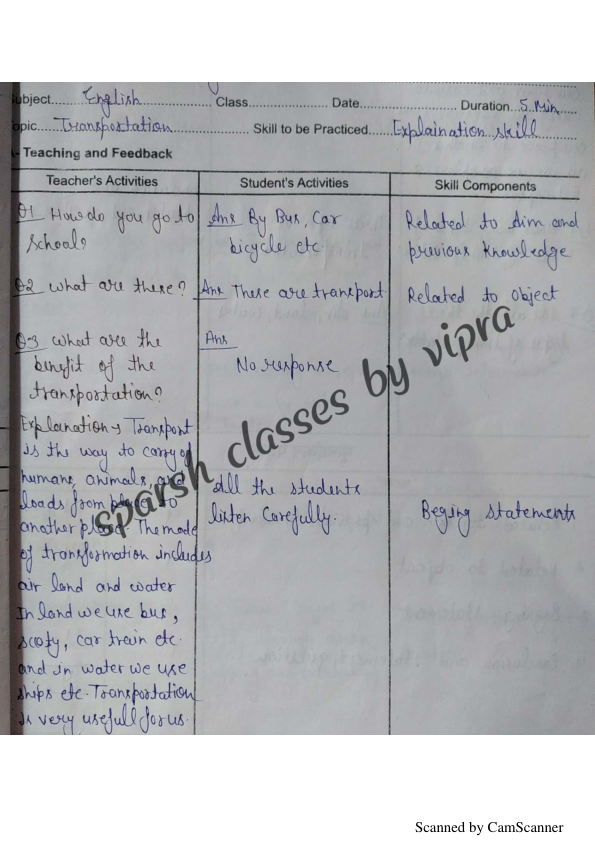 ubject......English......Class......Date......Duration..5 Min....
opic....Transportation......Skill to be Practiced....Explaination skill....
- Teaching and Feedback
Teacher's Activities
Student's Activities
Skill Components
Q1 How do you go to
School?
Ans By Bus, Car
bicycle etc
Related to Aim and
previous knowledge
Q2 what are these?
Ans These are transport
Related to object
Q3 what are the
benefit of the
transportation?
Ans
No response
Explanation → Transport
is the way to carry of
humans, animals, and
loads from place to
another place. The mode
of transformation includes
air land and water
In land we use bus,
scoty, car train etc.
and in water we use
ships etc. Transportation
is very usefull for us.
All the students
listen Carefully.
Beging statements
sparsh classes by vipra
Scanned by CamScanner